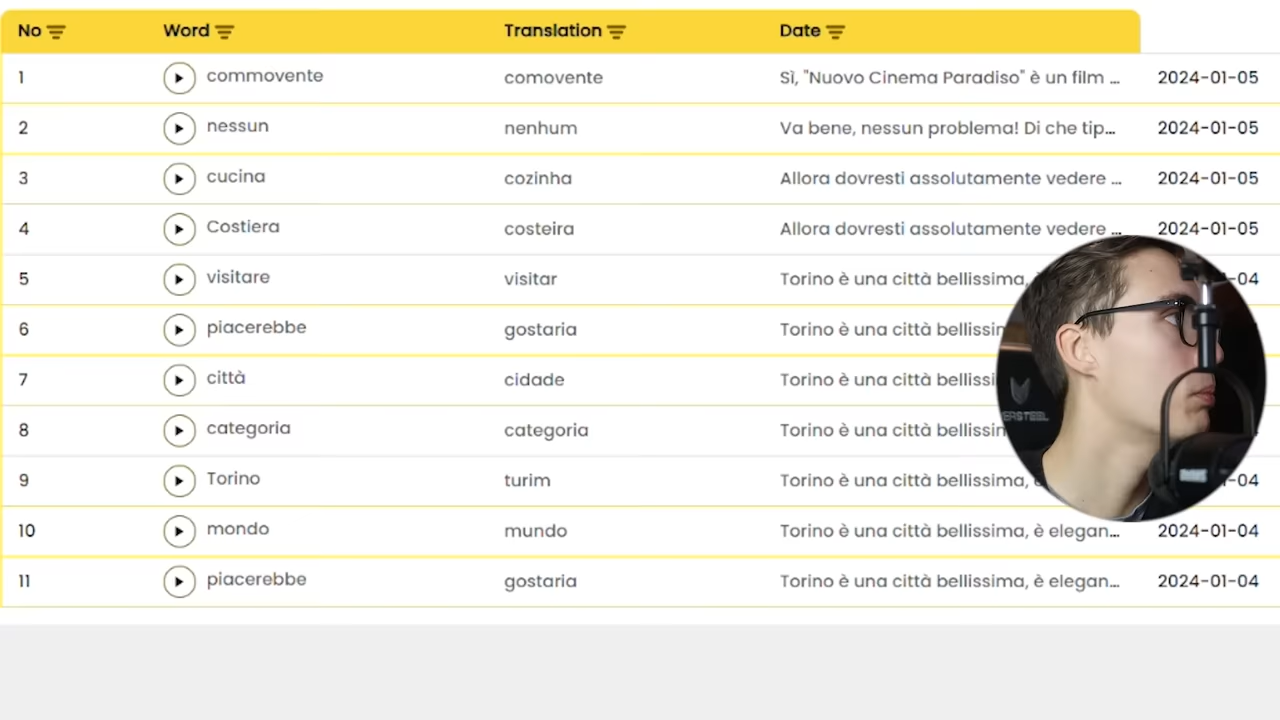 No Word Translation Date
1 commovente comovente Sì, "Nuovo Cinema Paradiso" è un film ... 2024-01-05
2 nessun nenhum Va bene, nessun problema! Di che tip... 2024-01-05
3 cucina cozinha Allora dovresti assolutamente vedere ... 2024-01-05
4 Costiera costeira Allora dovresti assolutamente vedere ... 2024-01-05
5 visitare visitar Torino è una città bellissima, -04
6 piacerebbe gostaria Torino è una città bellissim
7 città cidade Torino è una città bellissi
8 categoria categoria Torino è una città bellissim
9 Torino turim Torino è una città bellissima, -04
10 mondo mundo Torino è una città bellissima, è elegan... 2024-01-04
11 piacerebbe gostaria Torino è una città bellissima, è elegan... 2024-01-04